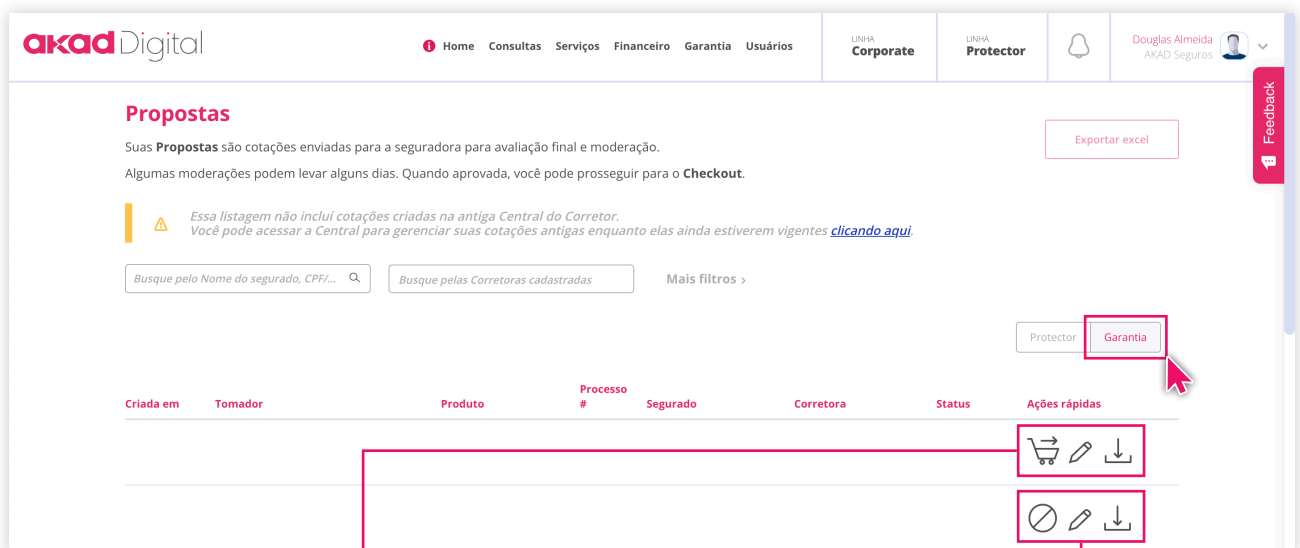 akad Digital
Home Consultas Serviços Financeiro Garantia Usuários
LINHA
Corporate
LINHA
Protector
Douglas Almeida
AKAD Seguros
Feedback
Propostas
Exportar excel
Suas Propostas são cotações enviadas para a seguradora para avaliação final e moderação.
Algumas moderações podem levar alguns dias. Quando aprovada, você pode prosseguir para o Checkout.
Essa listagem não incluí cotações criadas na antiga Central do Corretor.
Você pode acessar a Central para gerenciar suas cotações antigas enquanto elas ainda estiverem vigentes clicando aqui.
Busque pelo Nome do segurado, CPF/...
Busque pelas Corretoras cadastradas
Mais filtros >
Protector
Garantia
Criada em Tomador Produto Processo # Segurado Corretora Status Ações rápidas